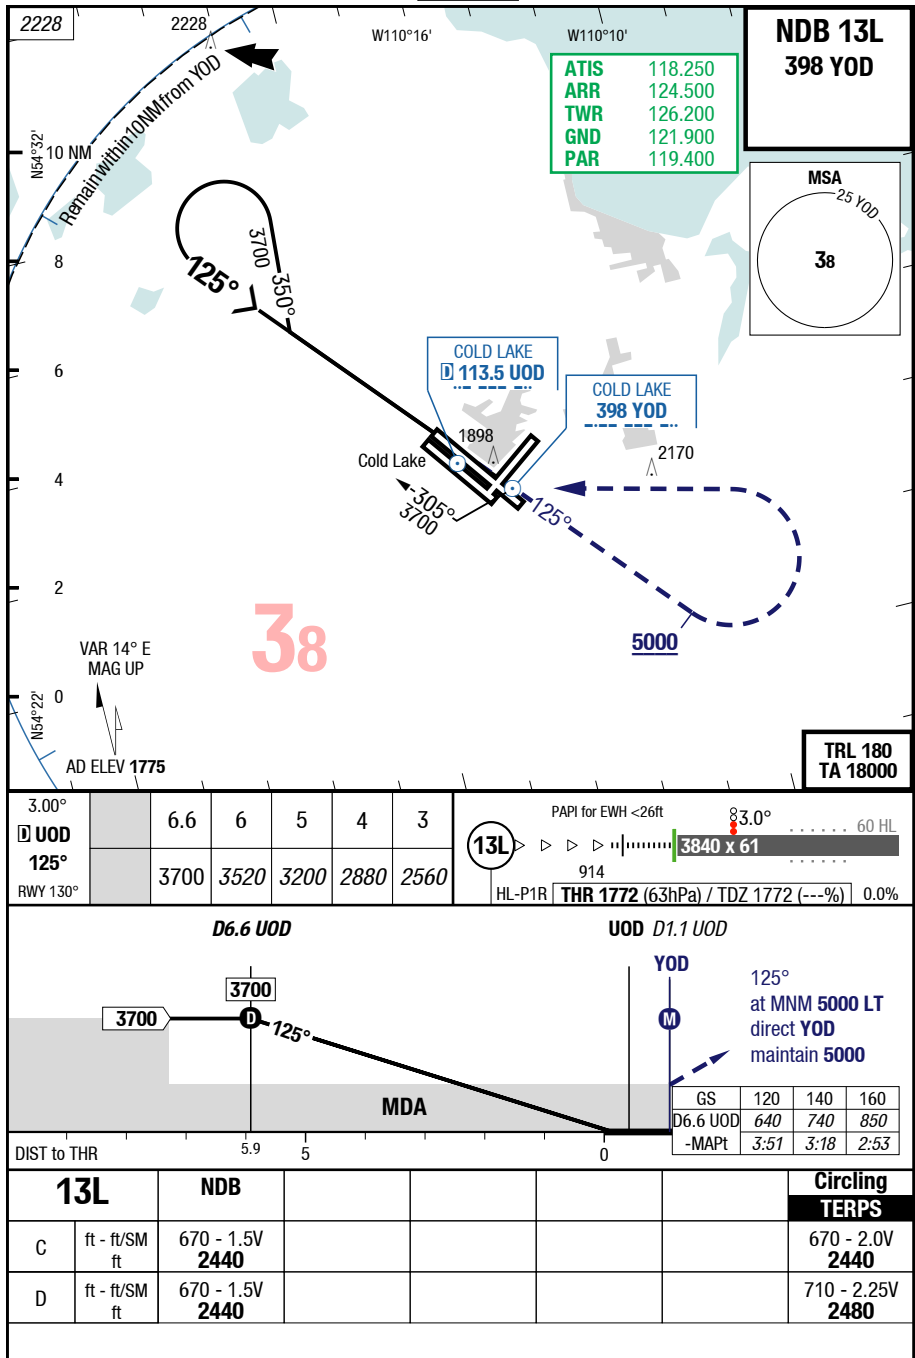 2228
2228
W110°16'
W110°10'
NDB 13L
398 YOD
ATIS 118.250
ARR 124.500
TWR 126.200
GND 121.900
PAR 119.400
N54°32'
10 NM
Remain within 10 NM from YOD
MSA
25 YOD
38
8
3700
350°
125°
6
COLD LAKE
D 113.5 UOD
COLD LAKE
398 YOD
1898
2170
Cold Lake
4
305°
3700
125°
2
38
5000
VAR 14° E
MAG UP
N54°22'
0
AD ELEV 1775
TRL 180
TA 18000
3.00°
D UOD
125°
RWY 130°
6.6 6 5 4 3
3700 3520 3200 2880 2560
PAPI for EWH <26ft
3.0°
60 HL
13L
3840 x 61
914
HL-P1R
THR 1772 (63hPa) / TDZ 1772 (---%)
0.0%
D6.6 UOD
UOD D1.1 UOD
YOD
3700
3700
D
125°
M
125°
at MNM 5000 LT
direct YOD
maintain 5000
MDA
GS 120 140 160
D6.6 UOD 640 740 850
-MAPt 3:51 3:18 2:53
DIST to THR
5.9
5
0
13L
NDB
Circling
TERPS
C
ft - ft/SM
ft
670 - 1.5V
2440
670 - 2.0V
2440
D
ft - ft/SM
ft
670 - 1.5V
2440
710 - 2.25V
2480